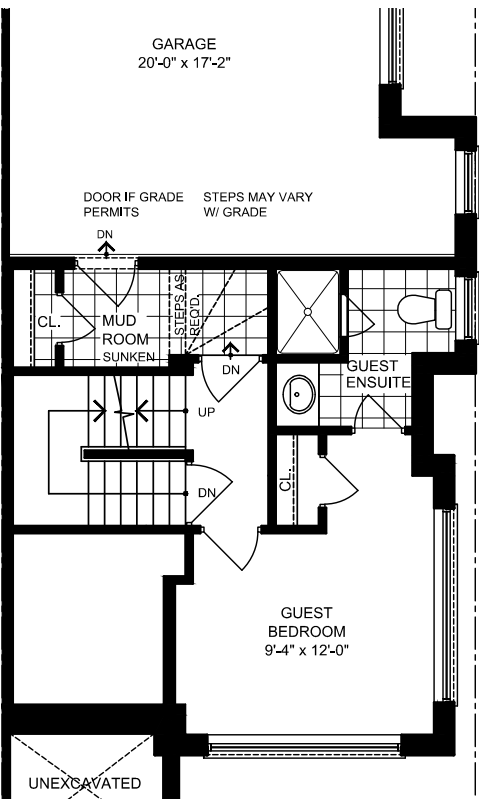 GARAGE
20'-0" x 17'-2"
DOOR IF GRADE
PERMITS
STEPS MAY VARY
W/ GRADE
DN
CL.
MUD
ROOM
SUNKEN
STEPS AS
REQ'D.
DN
GUEST
ENSUITE
UP
DN
CL.
GUEST
BEDROOM
9'-4" x 12'-0"
UNEXCAVATED